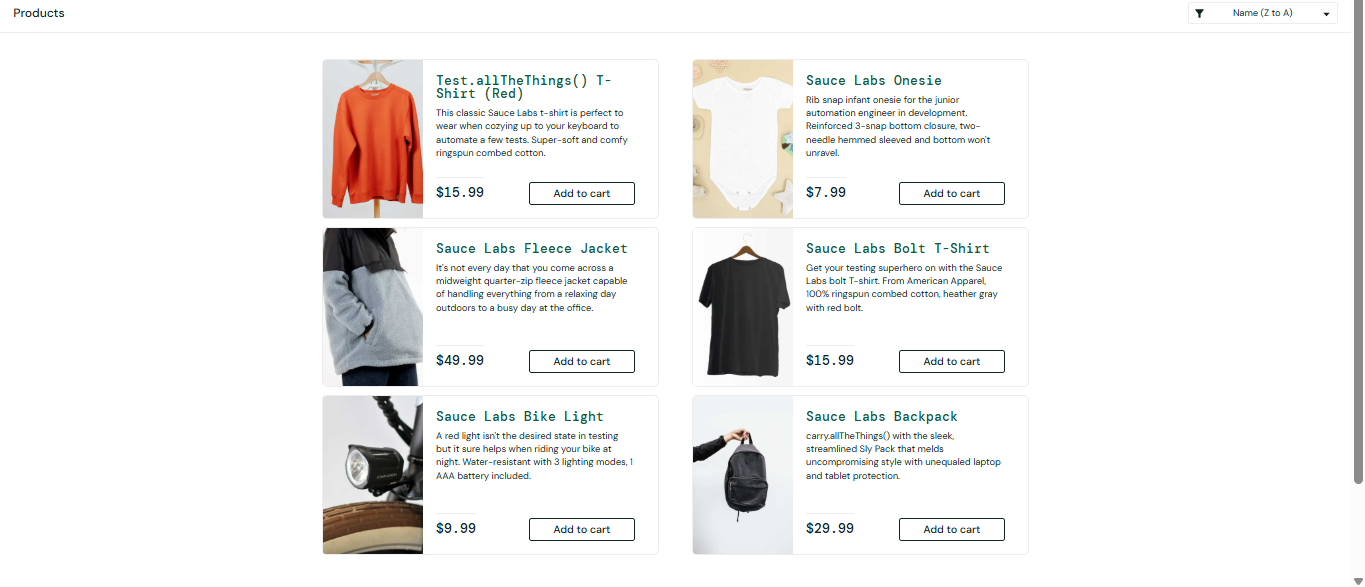 Products
Name (Z to A)
Test.allTheThings() T-
Shirt (Red)
This classic Sauce Labs t-shirt is perfect to
wear when cozying up to your keyboard to
automate a few tests. Super-soft and comfy
ringspun combed cotton.
$15.99
Add to cart
Sauce Labs Onesie
Rib snap infant onesie for the junior
automation engineer in development.
Reinforced 3-snap bottom closure, two-
needle hemmed sleeved and bottom won't
unravel.
$7.99
Add to cart
Sauce Labs Fleece Jacket
It's not every day that you come across a
midweight quarter-zip fleece jacket capable
of handling everything from a relaxing day
outdoors to a busy day at the office.
$49.99
Add to cart
Sauce Labs Bolt T-Shirt
Get your testing superhero on with the Sauce
Labs bolt T-shirt. From American Apparel,
100% ringspun combed cotton, heather gray
with red bolt.
$15.99
Add to cart
Sauce Labs Bike Light
A red light isn't the desired state in testing
but it sure helps when riding your bike at
night. Water-resistant with 3 lighting modes, 1
AAA battery included.
$9.99
Add to cart
Sauce Labs Backpack
carry.allTheThings() with the sleek,
streamlined Sly Pack that melds
uncompromising style with unequaled laptop
and tablet protection.
$29.99
Add to cart